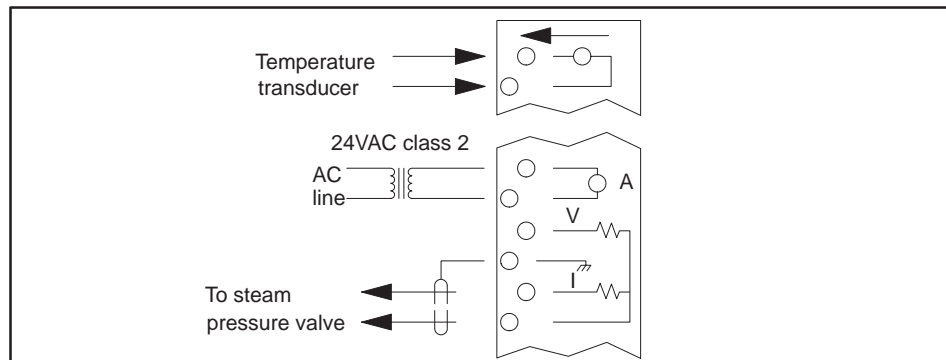 Temperature
transducer
24VAC class 2
AC
line
A
V
I
To steam
pressure valve